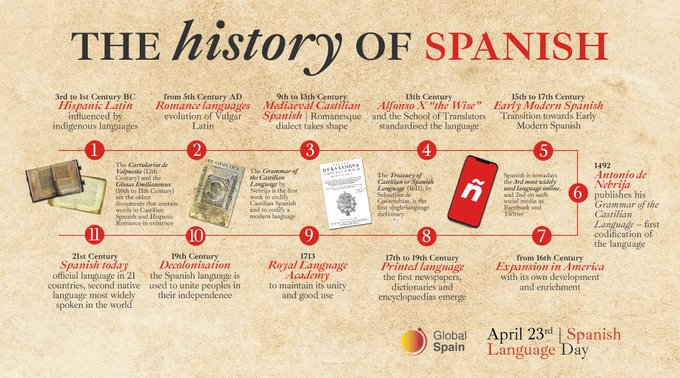 THE history OF SPANISH
3rd to 1st Century BC
Hispanic Latin
influenced by
indigenous languages
from 5th Century AD
Romance languages
evolution of Vulgar
Latin
9th to 13th Century
Mediaeval Castilian
Spanish | Romanesque
dialect takes shape
13th Century
Alfonso X “the Wise”
and the School of Translators
standardised the language
15th to 17th Century
Early Modern Spanish
Transition towards Early
Modern Spanish
1
2
3
4
5
The Cartularios de
Valpuesta (12th
Century) and the
Glosas Emilianenses
(10th to 11th Century)
are the oldest
documents that contain
words in Castilian
Spanish and Hispanic
Romance in existence
The Grammar of
the Castilian
Language by
Nebrija is the first
work to codify
Castilian Spanish
and to codify a
modern language
The Treasury of
Castilian or Spanish
Language (1611), by
Sebastián de
Covarrubias, is the
first single-language
dictionary
ñ
Spanish is nowadays
the 3rd most widely
used language online,
and 2nd on such
social media as
Facebook and
Twitter
6
1492
Antonio de
Nebrija
publishes his
Grammar of the
Castilian
Language – first
codification of
the language
11
10
9
8
7
21st Century
Spanish today
official language in 21
countries, second native
language most widely
spoken in the world
19th Century
Decolonisation
the Spanish language is
used to unite peoples in
their independence
1713
Royal Language
Academy
to maintain its unity
and good use
17th to 19th Century
Printed language
the first newspapers,
dictionaries and
encyclopaedias emerge
from 16th Century
Expansion in America
with its own development
and enrichment
Global
Spain
April 23rd | Spanish
Language | Day